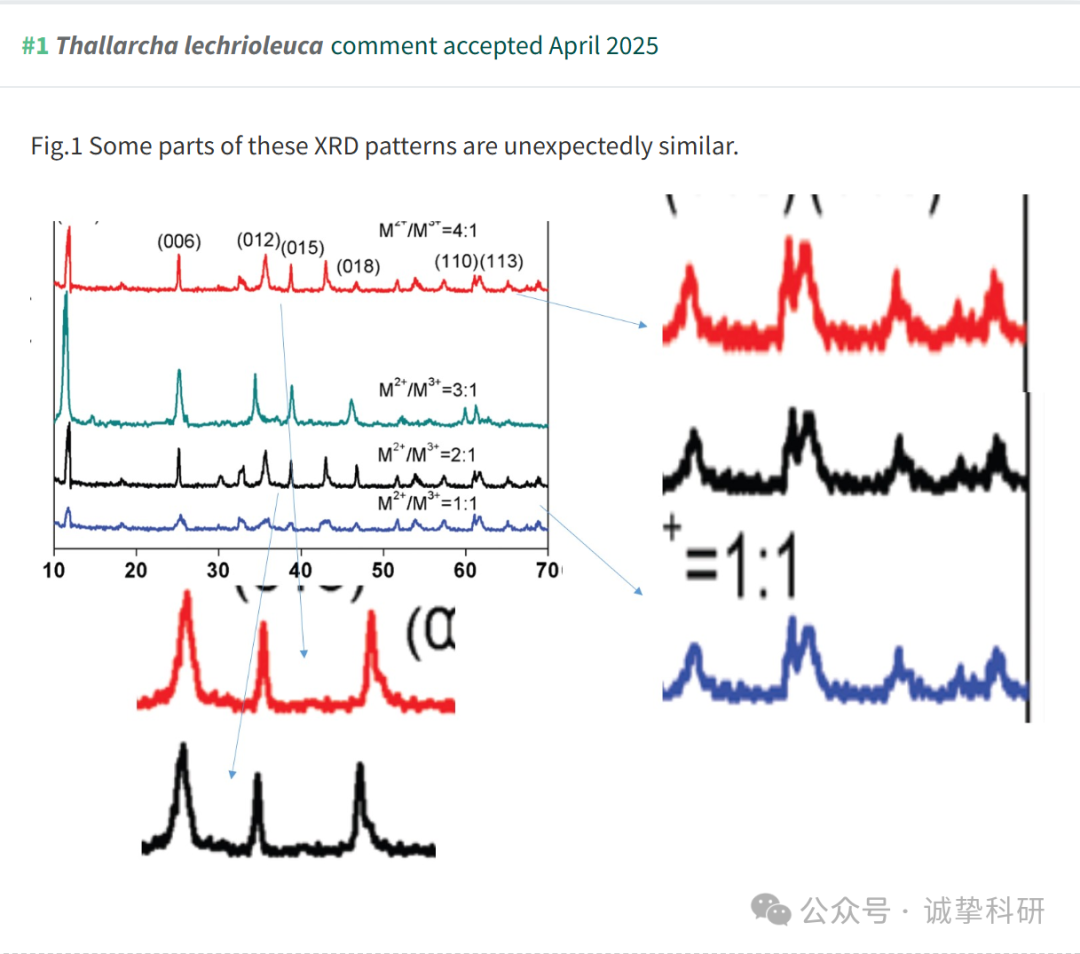 #1 Thallarcha lechrioleuca comment accepted April 2025
Fig.1 Some parts of these XRD patterns are unexpectedly similar.
M²⁺/M³⁺=4:1
(006) (012) (015) (018) (110)(113)
M²⁺/M³⁺=3:1
M²⁺/M³⁺=2:1
M²⁺/M³⁺=1:1
10 20 30 40 50 60 70
+
=1:1
公众号 · 诚挚科研